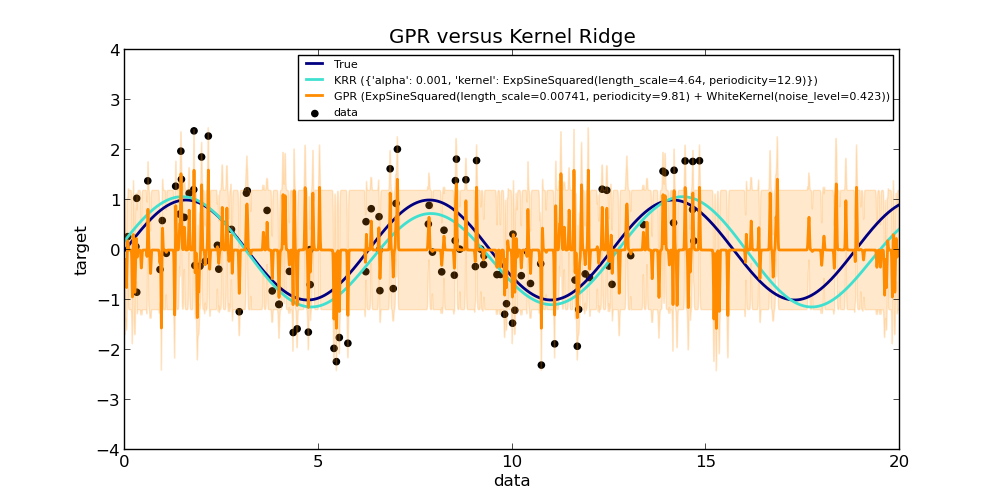 GPR versus Kernel Ridge
True
KRR ({'alpha': 0.001, 'kernel': ExpSineSquared(length_scale=4.64, periodicity=12.9)})
GPR (ExpSineSquared(length_scale=0.00741, periodicity=9.81) + WhiteKernel(noise_level=0.423))
data
4
3
2
1
0
−1
−2
−3
−4
target
0 5 10 15 20
data